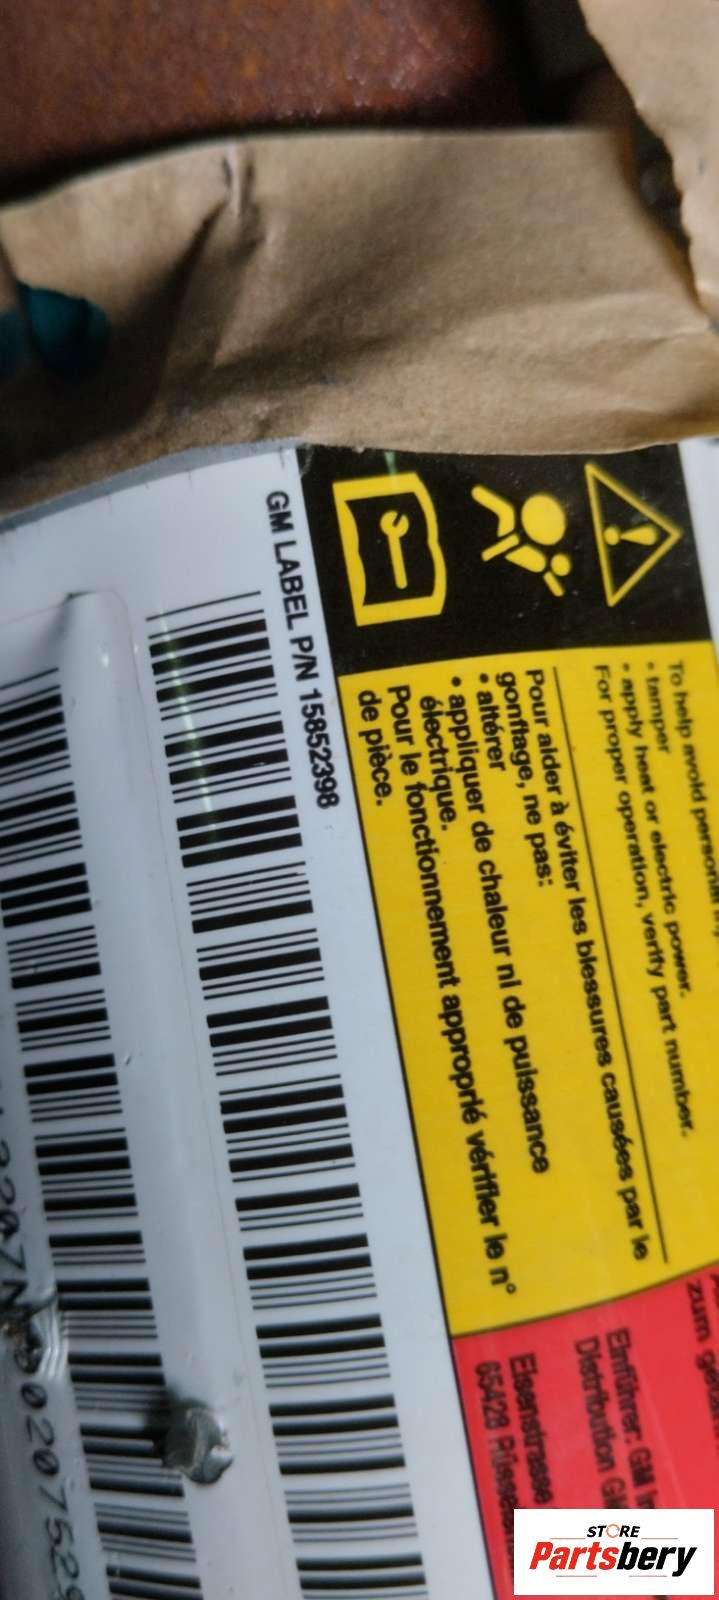 To help avoid personal
• tamper
• apply heat or electric power.
For proper operation, verify part number.
Pour aider à éviter les blessures causées par le
gonflage, ne pas:
• altérer
• appliquer de chaleur ni de puissance
électrique.
Pour le fonctionnement approprié vérifier le n°
de pièce.
zum
Einführer: GM
Distribution
Eisenstrasse
65428
GM LABEL P/N 15852398
STORE
Partsbery